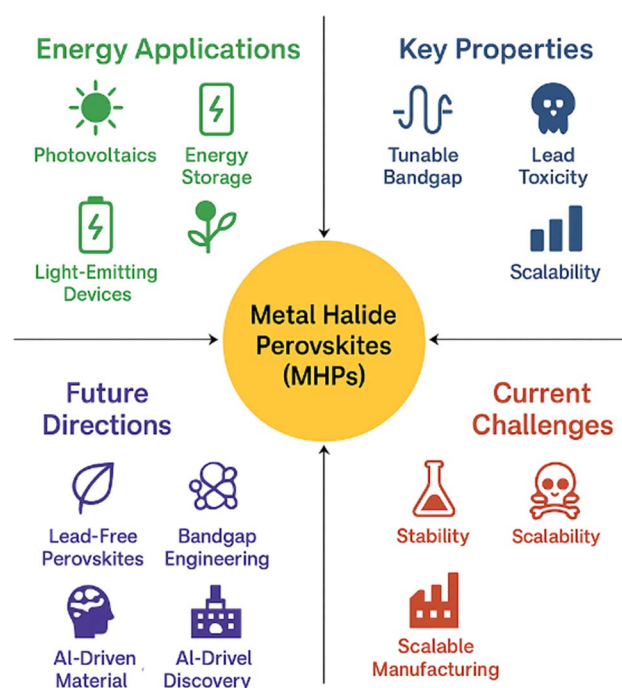 Energy Applications
Photovoltaics
Energy
Storage
Light-Emitting
Devices
Key Properties
Tunable
Bandgap
Lead
Toxicity
Scalability
Metal Halide
Perovskites
(MHPs)
Future
Directions
Lead-Free
Perovskites
Bandgap
Engineering
AI-Driven
Material
AI-Drivel
Discovery
Current
Challenges
Stability
Scalability
Scalable
Manufacturing